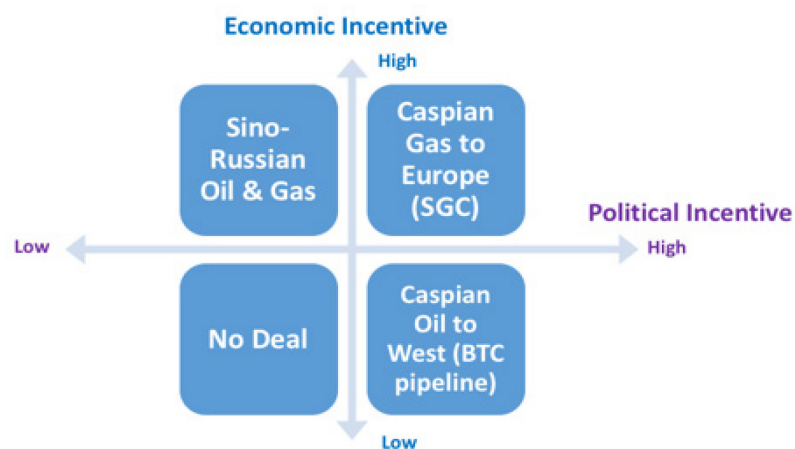 Economic Incentive
High
Sino-
Russian
Oil & Gas
Caspian
Gas to
Europe
(SGC)
Political Incentive
Low
High
No Deal
Caspian
Oil to
West (BTC
pipeline)
Low